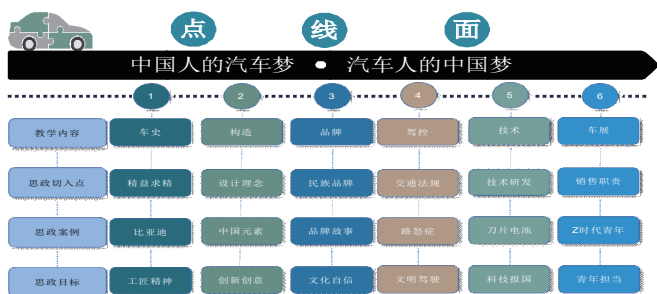 点 线 面
中国人的汽车梦 ● 汽车人的中国梦
1 2 3 4 5 6
教学内容 车史 构造 品牌 驾控 技术 车展
思政切入点 精益求精 设计理念 民族品牌 交通法规 技术研发 销售职责
思政案例 比亚迪 中国元素 品牌故事 路怒症 刀片电池 Z时代青年
思政目标 工匠精神 创新创意 文化自信 文明驾驶 科技报国 青年担当